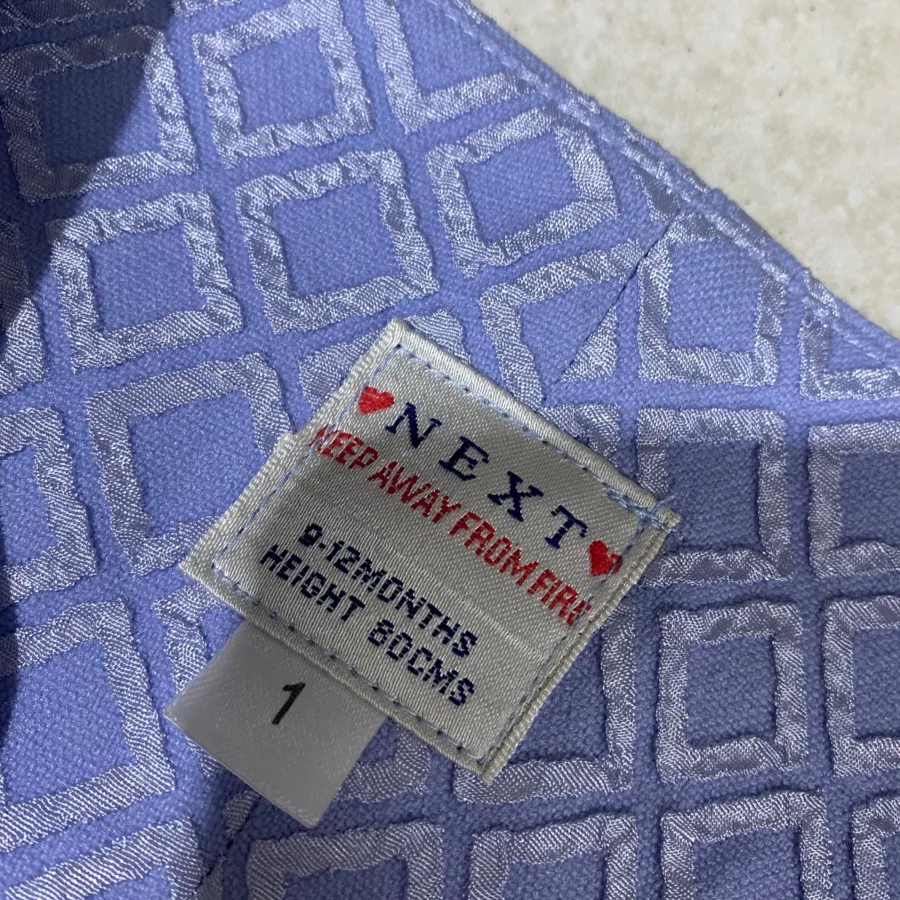 NEXT
KEEP AWAY FROM FIRE
9-12MONTHS
HEIGHT 80CMS
1